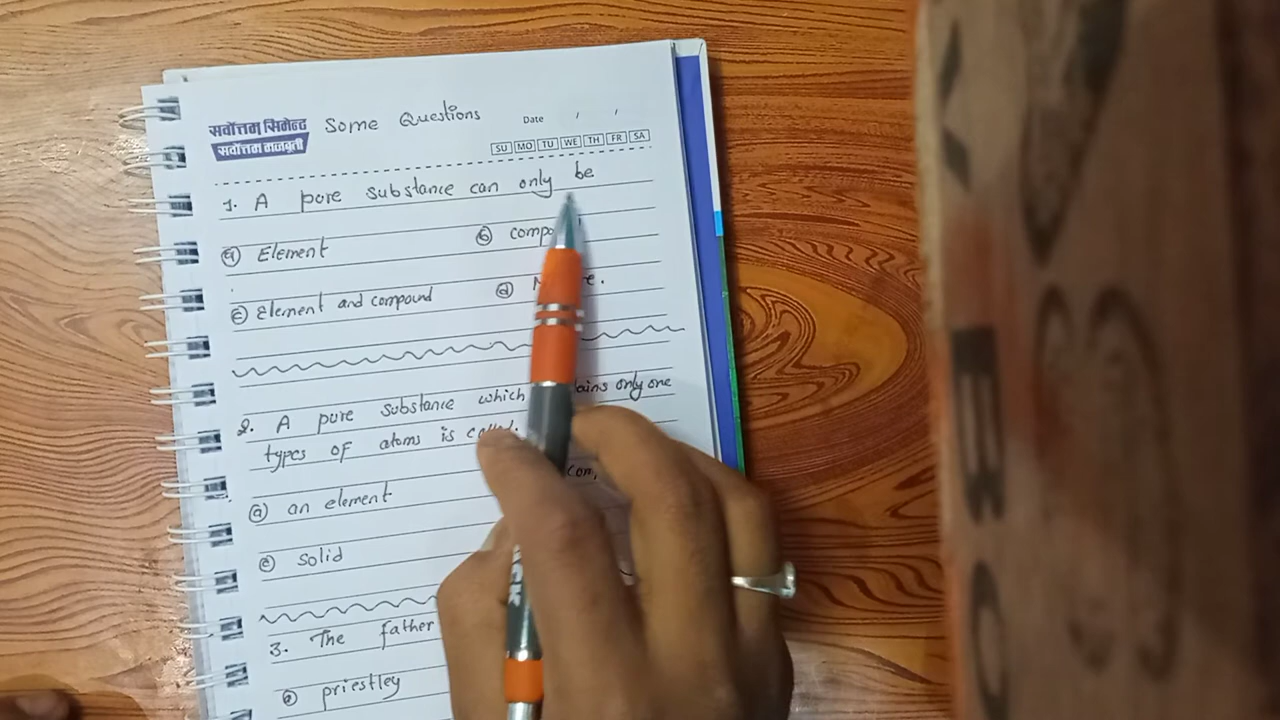 सर्वोत्तम सिमेन्ट
सर्वोत्तम मजबूती
Some Questions
Date , ,
SU MO TU WE TH FR SA
1. A pure substance can only be
ⓐ Element ⓑ
ⓒ Element and compound ⓓ
2. A pure substance which only one
types of atoms is called.
ⓐ an element
ⓒ solid
3. The father
ⓐ priestley